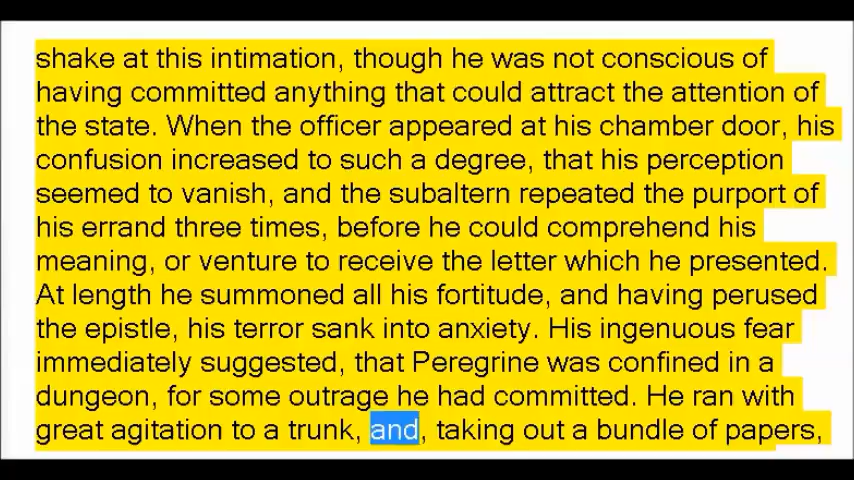 shake at this intimation, though he was not conscious of
having committed anything that could attract the attention of
the state. When the officer appeared at his chamber door, his
confusion increased to such a degree, that his perception
seemed to vanish, and the subaltern repeated the purport of
his errand three times, before he could comprehend his
meaning, or venture to receive the letter which he presented.
At length he summoned all his fortitude, and having perused
the epistle, his terror sank into anxiety. His ingenuous fear
immediately suggested, that Peregrine was confined in a
dungeon, for some outrage he had committed. He ran with
great agitation to a trunk, and, taking out a bundle of papers,